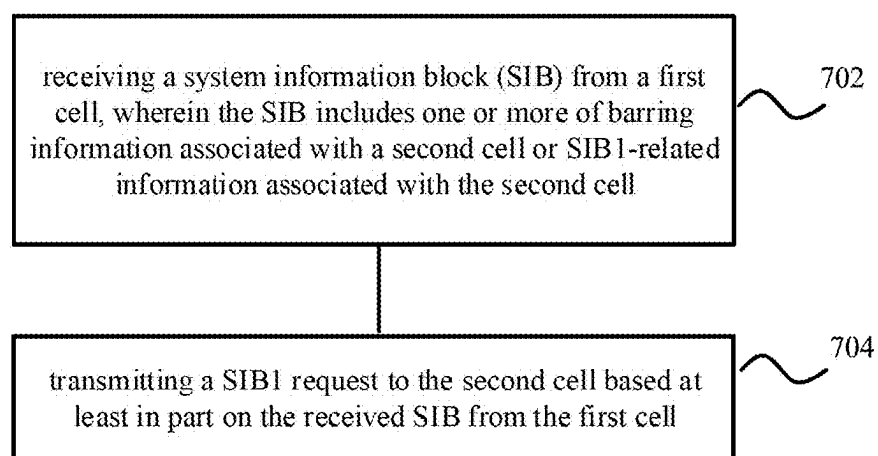 receiving a system information block (SIB) from a first
cell, wherein the SIB includes one or more of barring
information associated with a second cell or SIB1-related
information associated with the second cell
702
transmitting a SIB1 request to the second cell based at
least in part on the received SIB from the first cell
704